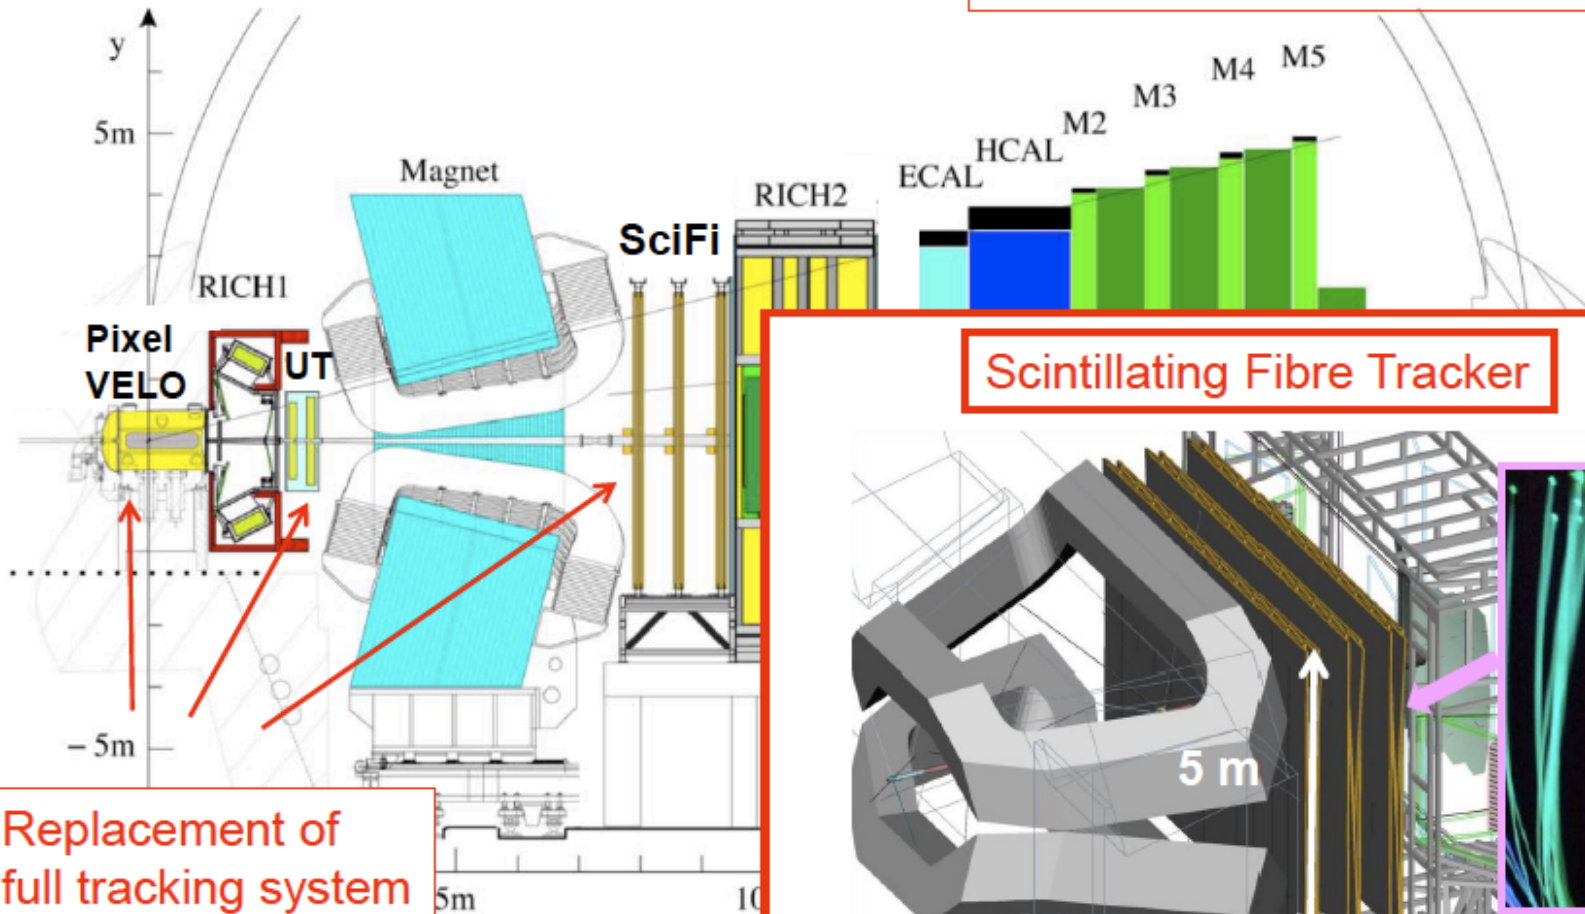 y
5m
Magnet
RICH1
Pixel
VELO
UT
SciFi
RICH2
ECAL
HCAL
M2
M3
M4
M5
Scintillating Fibre Tracker
5 m
– 5m
Replacement of
full tracking system
5m
10